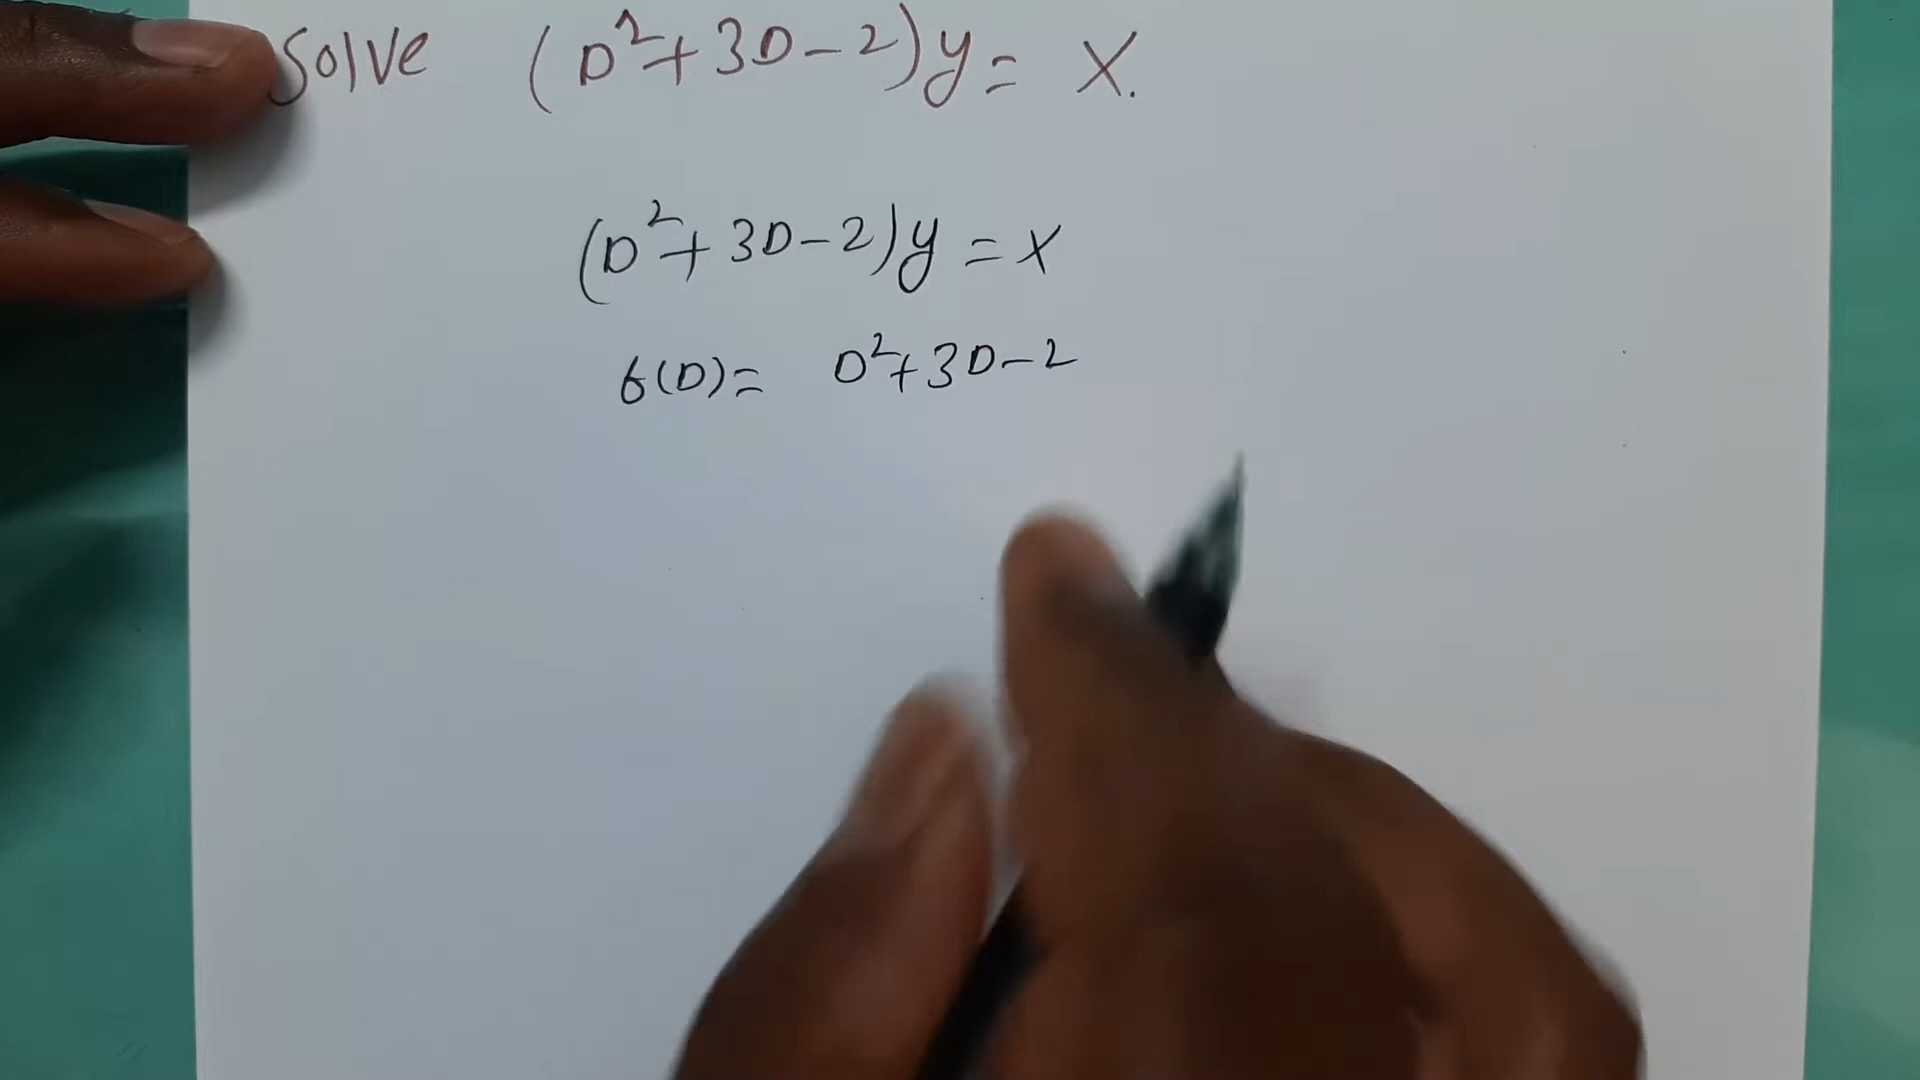 Solve (D²+3D-2)y= x.
(D²+3D-2)y = x
f(D)= D²+3D-2